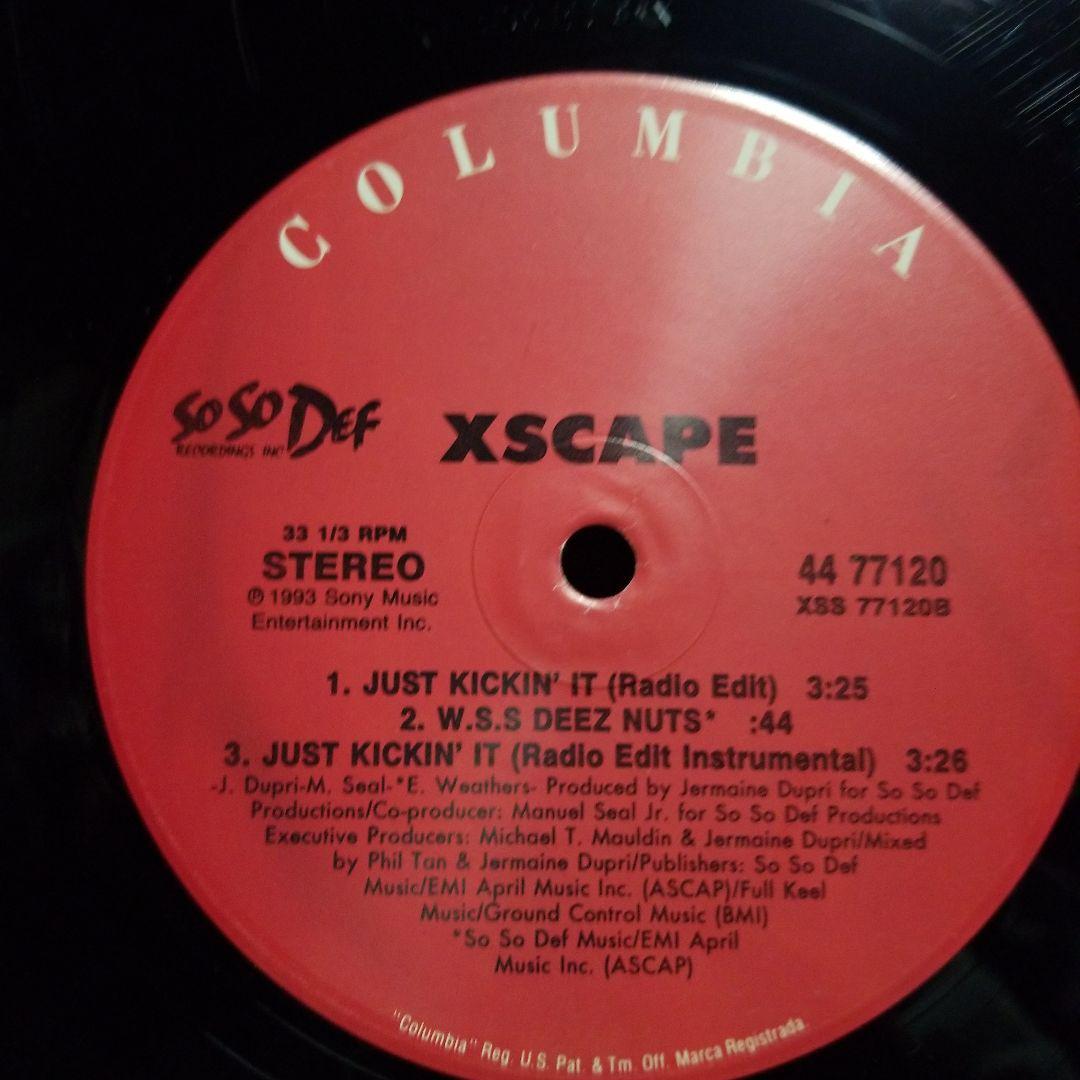 COLUMBIA
SO SO DEF
RECORDINGS INC
XSCAPE
33 1/3 RPM
STEREO
℗ 1993 Sony Music
Entertainment Inc.
44 77120
XSS 77120B
1. JUST KICKIN' IT (Radio Edit) 3:25
2. W.S.S DEEZ NUTS* :44
3. JUST KICKIN' IT (Radio Edit Instrumental) 3:26
-J. Dupri-M. Seal-*E. Weathers- Produced by Jermaine Dupri for So So Def
Productions/Co-producer: Manuel Seal Jr. for So So Def Productions
Executive Producers: Michael T. Mauldin & Jermaine Dupri/Mixed
by Phil Tan & Jermaine Dupri/Publishers: So So Def
Music/EMI April Music Inc. (ASCAP)/Full Keel
Music/Ground Control Music (BMI)
*So So Def Music/EMI April
Music Inc. (ASCAP)
"Columbia" Reg. U.S. Pat. & Tm. Off. Marca Registrada.